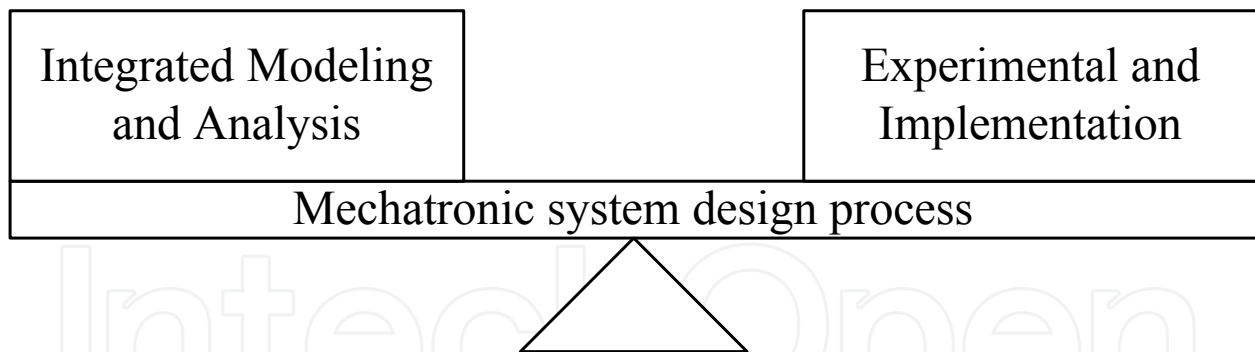 Integrated Modeling
and Analysis
Experimental and
Implementation
Mechatronic system design process
IntechOpen